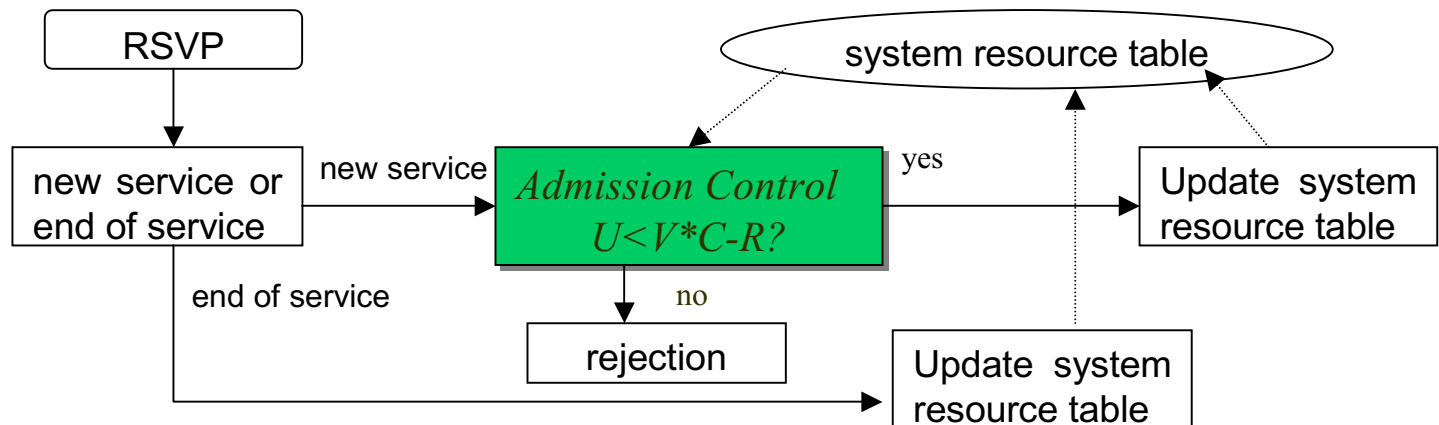 RSVP
system resource table
new service or
end of service
new service
Admission Control
U<V*C-R?
yes
Update system
resource table
end of service
no
rejection
Update system
resource table